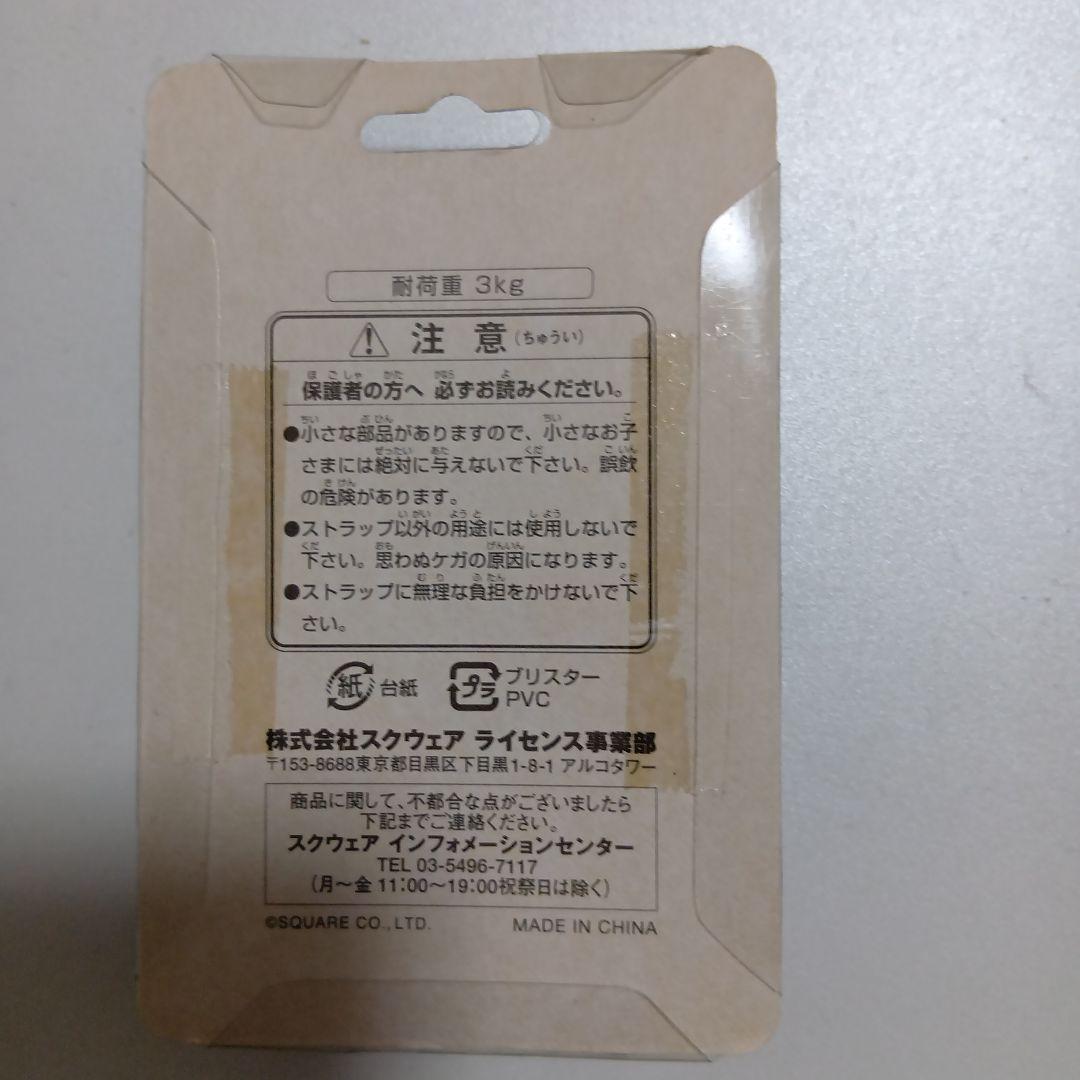 耐荷重 3kg
注 意 (ちゅうい)
保護者の方へ 必ずお読みください。
●小さな部品がありますので、小さなお子
さまには絶対に与えないで下さい。誤飲
の危険があります。
●ストラップ以外の用途には使用しないで
下さい。思わぬケガの原因になります。
●ストラップに無理な負担をかけないで下
さい。
紙 台紙 プラ ブリスター
PVC
株式会社スクウェア ライセンス事業部
〒153-8688東京都目黒区下目黒1-8-1 アルコタワー
商品に関して、不都合な点がございましたら
下記までご連絡ください。
スクウェア インフォメーションセンター
TEL 03-5496-7117
(月〜金 11:00〜19:00祝祭日は除く)
©SQUARE CO., LTD. MADE IN CHINA